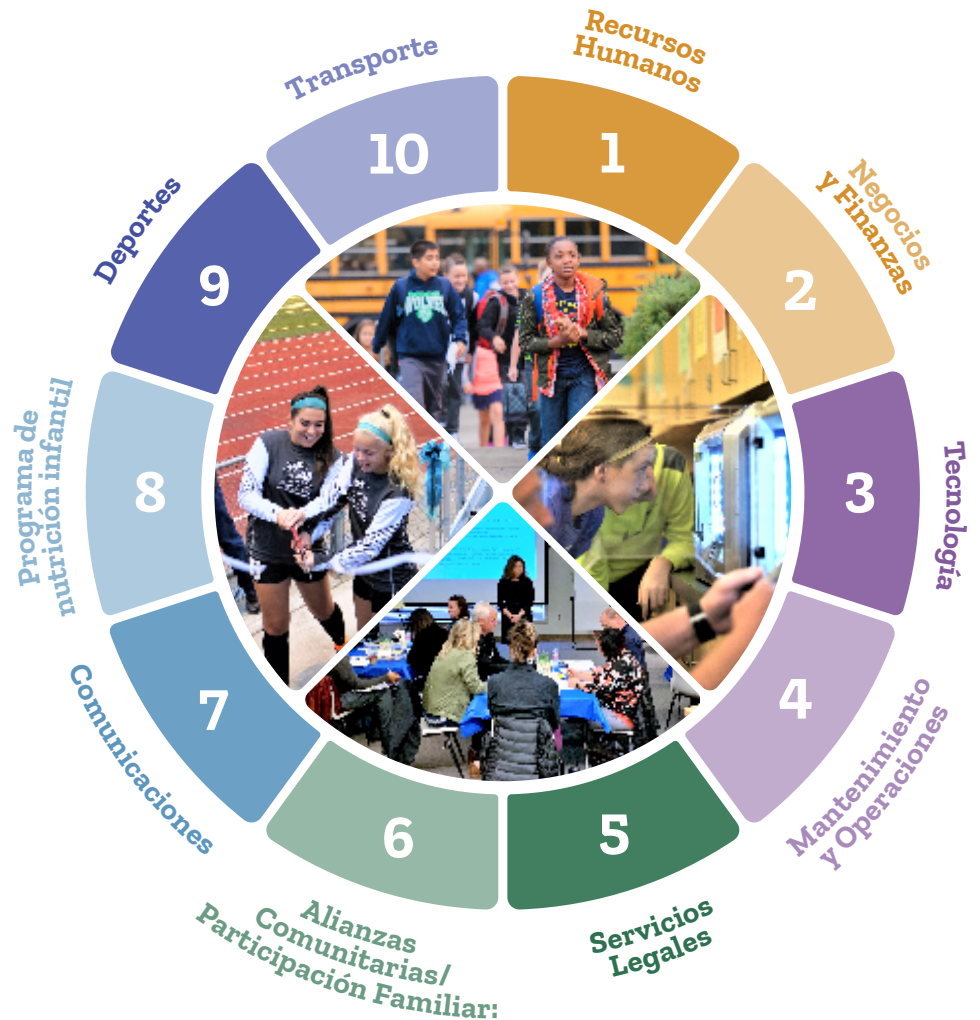 Recursos
Humanos
1
Negocios
y Finanzas
2
Tecnología
3
Mantenimiento
y Operaciones
4
Servicios
Legales
5
Alianzas
Comunitarias/
Participación Familiar:
6
Comunicaciones
7
Programa de
nutrición infantil
8
Deportes
9
Transporte
10